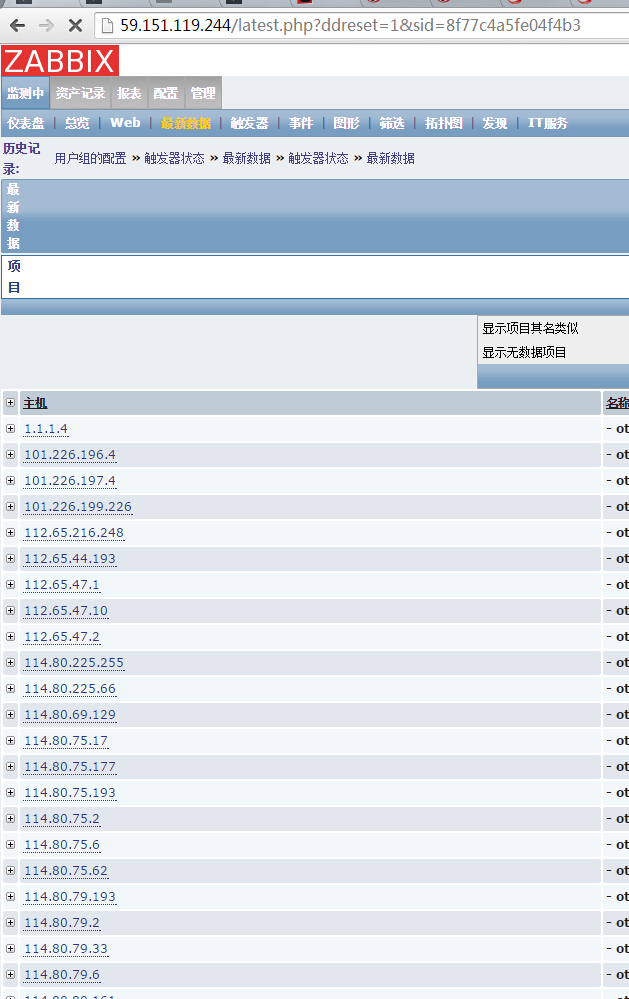 59.151.119.244/latest.php?ddreset=1&sid=8f77c4a5fe04f4b3
ZABBIX
监测中 资产记录 报表 配置 管理
仪表盘 | 总览 | Web | 最新数据 | 触发器 | 事件 | 图形 | 筛选 | 拓扑图 | 发现 | IT服务
历史记录: 用户组的配置 » 触发器状态 » 最新数据 » 触发器状态 » 最新数据
最
新
数
据
项
目
显示项目其名类似
显示无数据项目
主机 名称
1.1.1.4 - ot
101.226.196.4 - ot
101.226.197.4 - ot
101.226.199.226 - ot
112.65.216.248 - ot
112.65.44.193 - ot
112.65.47.1 - ot
112.65.47.10 - ot
112.65.47.2 - ot
114.80.225.255 - ot
114.80.225.66 - ot
114.80.69.129 - ot
114.80.75.17 - ot
114.80.75.177 - ot
114.80.75.193 - ot
114.80.75.2 - ot
114.80.75.6 - ot
114.80.75.62 - ot
114.80.79.193 - ot
114.80.79.2 - ot
114.80.79.33 - ot
114.80.79.6 - ot